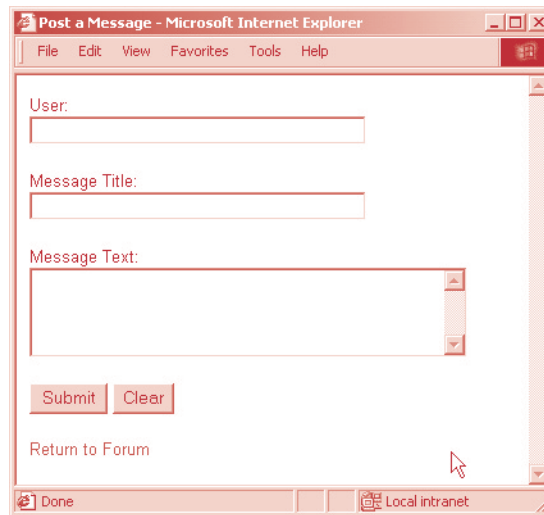 Post a Message - Microsoft Internet Explorer
File Edit View Favorites Tools Help
User:
Message Title:
Message Text:
Submit Clear
Return to Forum
Done Local intranet